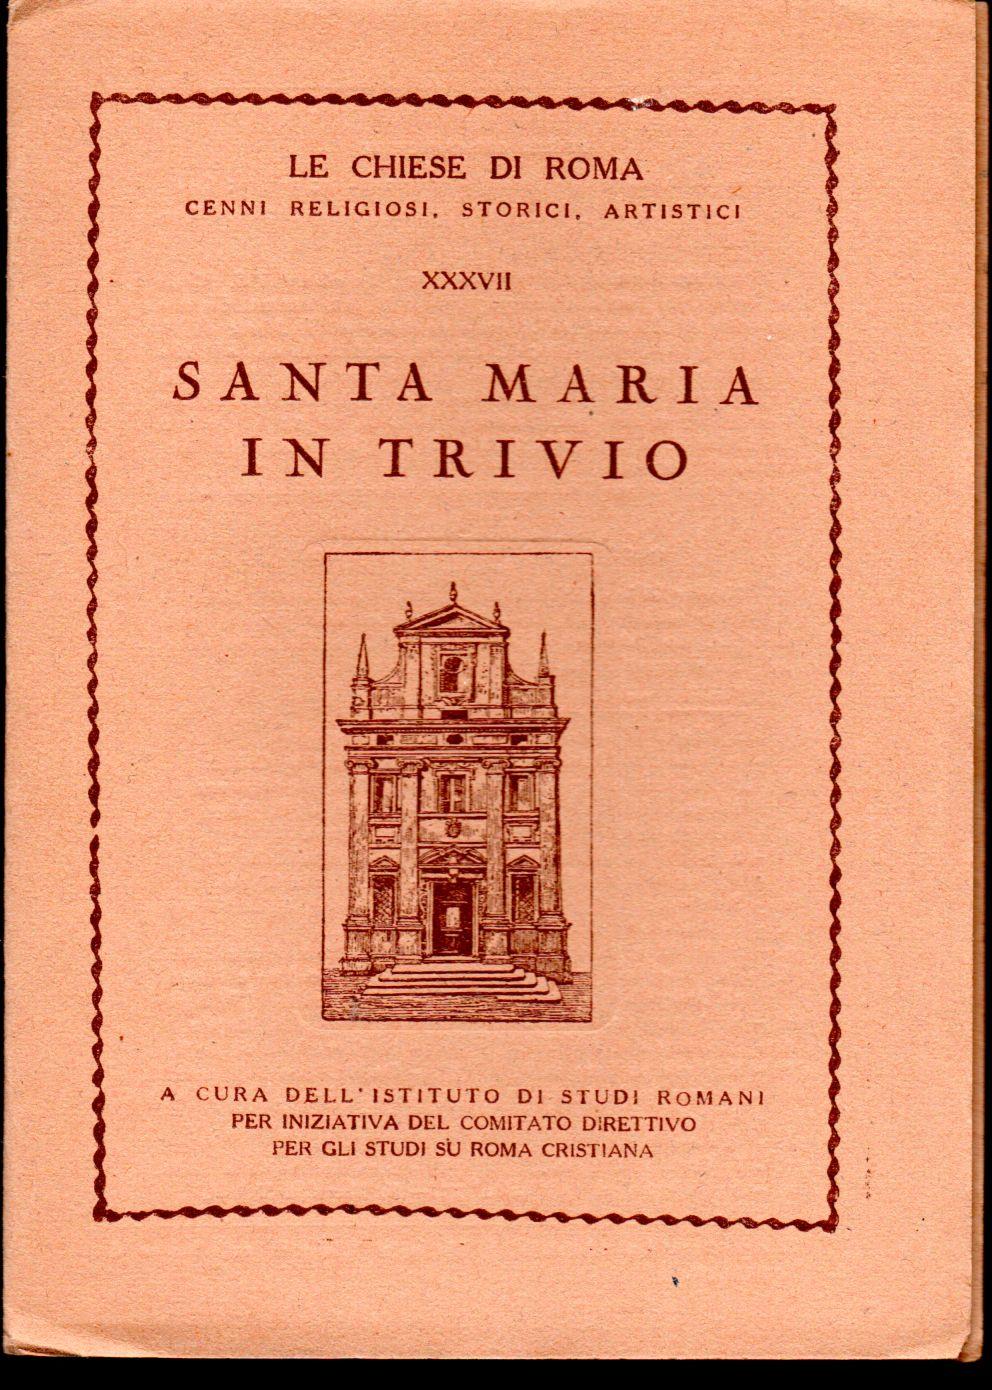 LE CHIESE DI ROMA
CENNI RELIGIOSI, STORICI, ARTISTICI
XXXVII
SANTA MARIA
IN TRIVIO
A CURA DELL'ISTITUTO DI STUDI ROMANI
PER INIZIATIVA DEL COMITATO DIRETTIVO
PER GLI STUDI SU ROMA CRISTIANA